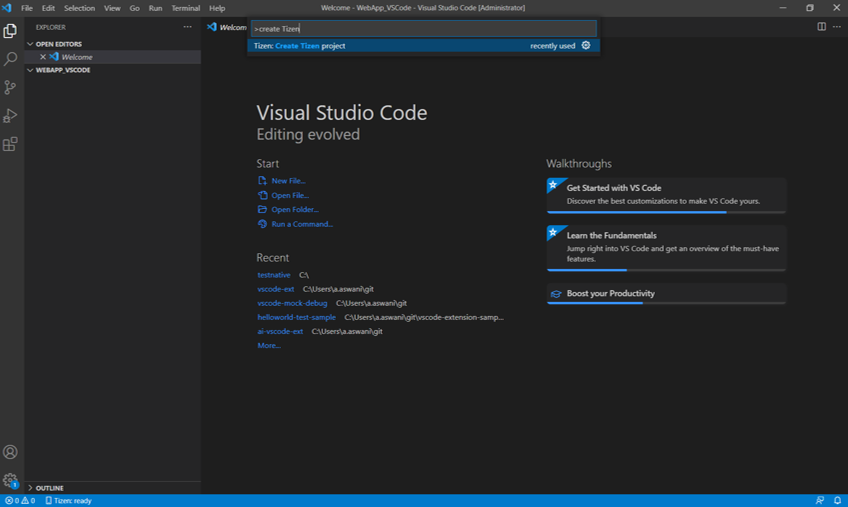 File Edit Selection View Go Run Terminal Help
Welcome - WebApp_VSCode - Visual Studio Code [Administrator]
EXPLORER
OPEN EDITORS
Welcome
WEBAPP_VSCODE
OUTLINE
Welcom
>create Tizen
Tizen: Create Tizen project recently used
Visual Studio Code
Editing evolved
Start
New File...
Open File...
Open Folder...
Run a Command...
Recent
testnative C:\
vscode-ext C:\Users\a.aswani\git
vscode-mock-debug C:\Users\a.aswani\git
helloworld-test-sample C:\Users\a.aswani\git\vscode-extension-samp...
ai-vscode-ext C:\Users\a.aswani\git
More...
Walkthroughs
Get Started with VS Code
Discover the best customizations to make VS Code yours.
Learn the Fundamentals
Jump right into VS Code and get an overview of the must-have
features.
Boost your Productivity
1
0 0 Tizen: ready